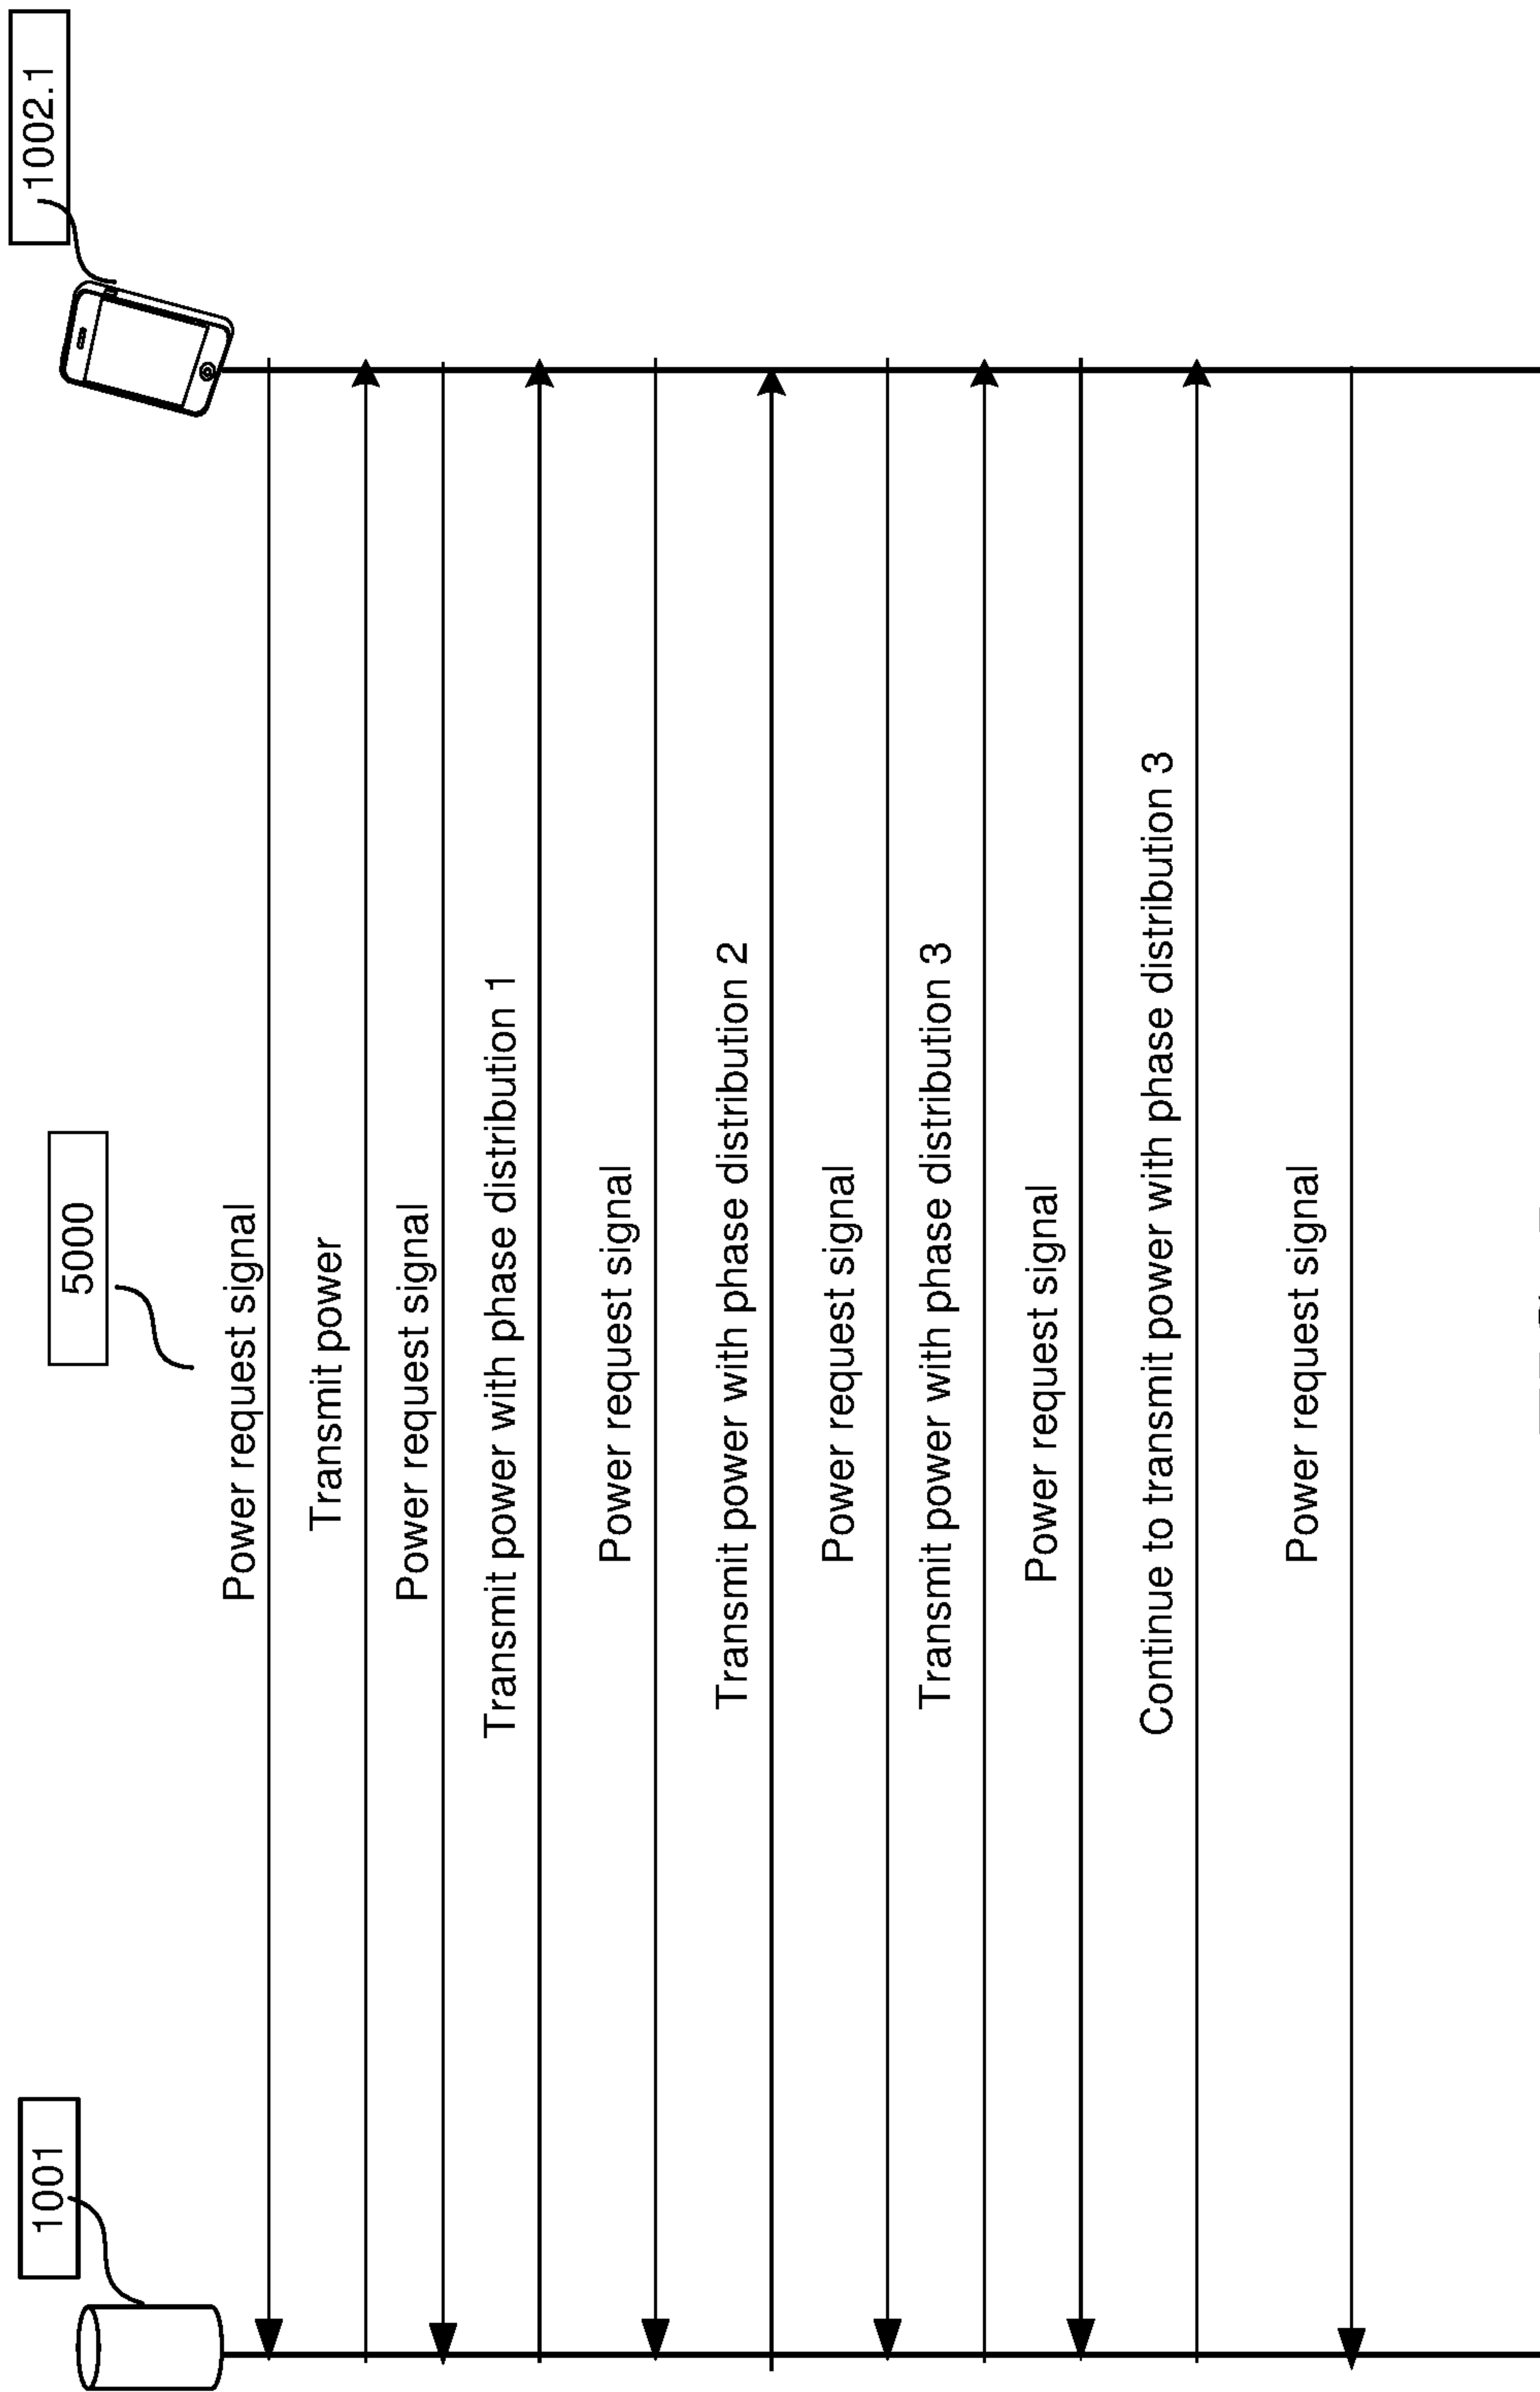 1001
5000
1002.1
Power request signal
Transmit power
Power request signal
Transmit power with phase distribution 1
Power request signal
Transmit power with phase distribution 2
Power request signal
Transmit power with phase distribution 3
Power request signal
Continue to transmit power with phase distribution 3
Power request signal